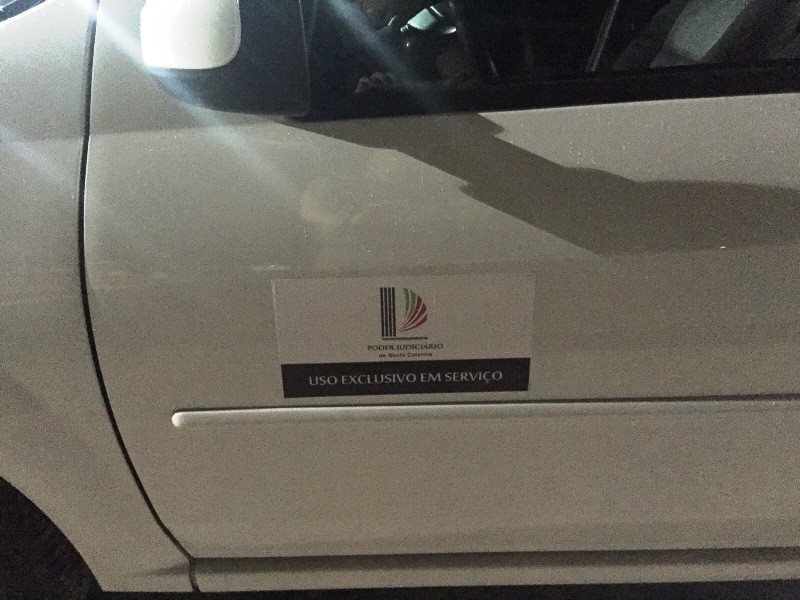 PODER JUDICIÁRIO
de Santa Catarina
USO EXCLUSIVO EM SERVIÇO